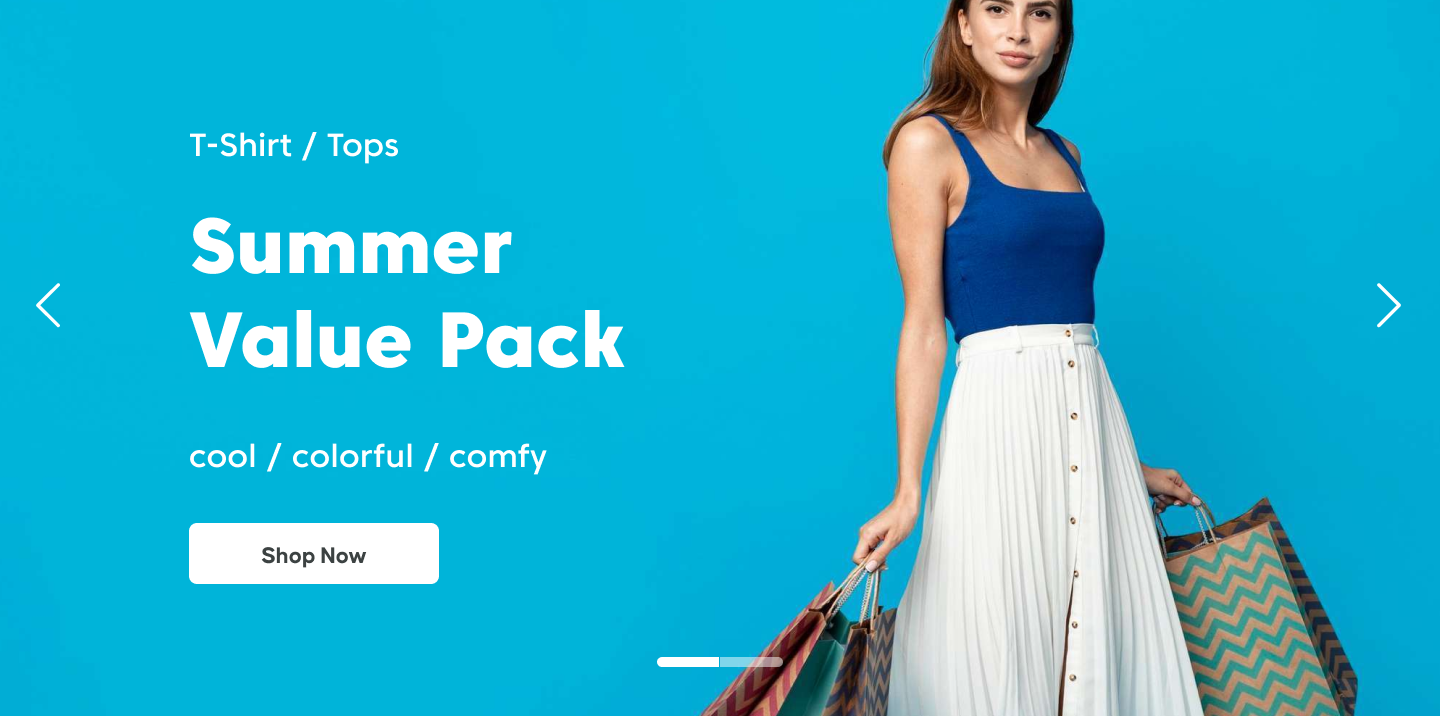 T-Shirt / Tops
Summer
Value Pack
cool / colorful / comfy
Shop Now